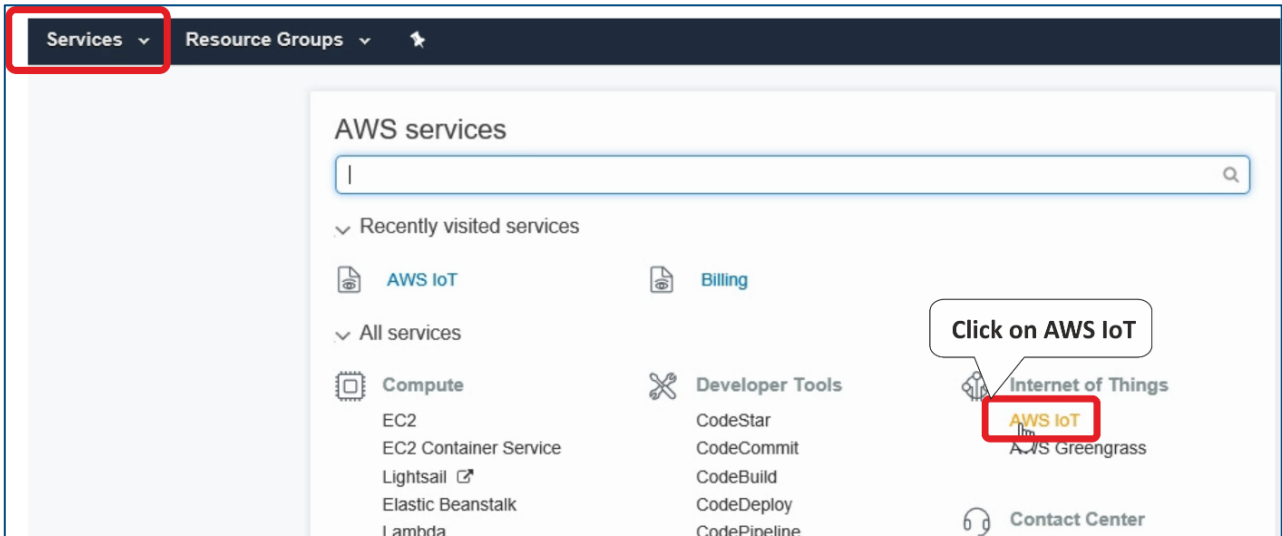 Services
Resource Groups
AWS services
Recently visited services
AWS IoT
Billing
All services
Click on AWS IoT
Compute
EC2
EC2 Container Service
Lightsail
Elastic Beanstalk
Lambda
Developer Tools
CodeStar
CodeCommit
CodeBuild
CodeDeploy
CodePipeline
Internet of Things
AWS IoT
AWS Greengrass
Contact Center